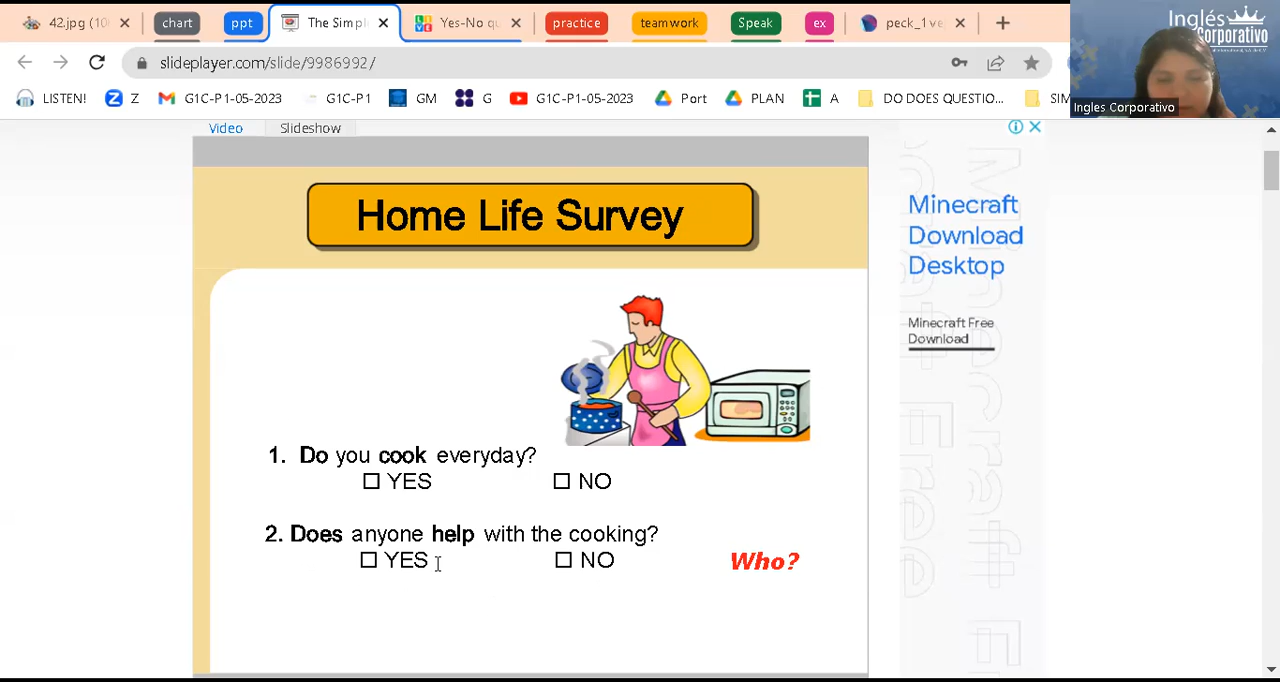 42.jpg (10
chart
ppt
The Simpl
Yes-No qu
practice
teamwork
Speak
ex
peck_1 ve
Inglés
Corporativo
slideplayer.com/slide/9986992/
LISTEN!
Z
G1C-P1-05-2023
G1C-P1
GM
G
G1C-P1-05-2023
Port
PLAN
A
DO DOES QUESTIO...
SIM
Ingles Corporativo
Video
Slideshow
Home Life Survey
Minecraft
Download
Desktop
Minecraft Free
Download
1. Do you cook everyday?
YES NO
2. Does anyone help with the cooking?
YES NO Who?